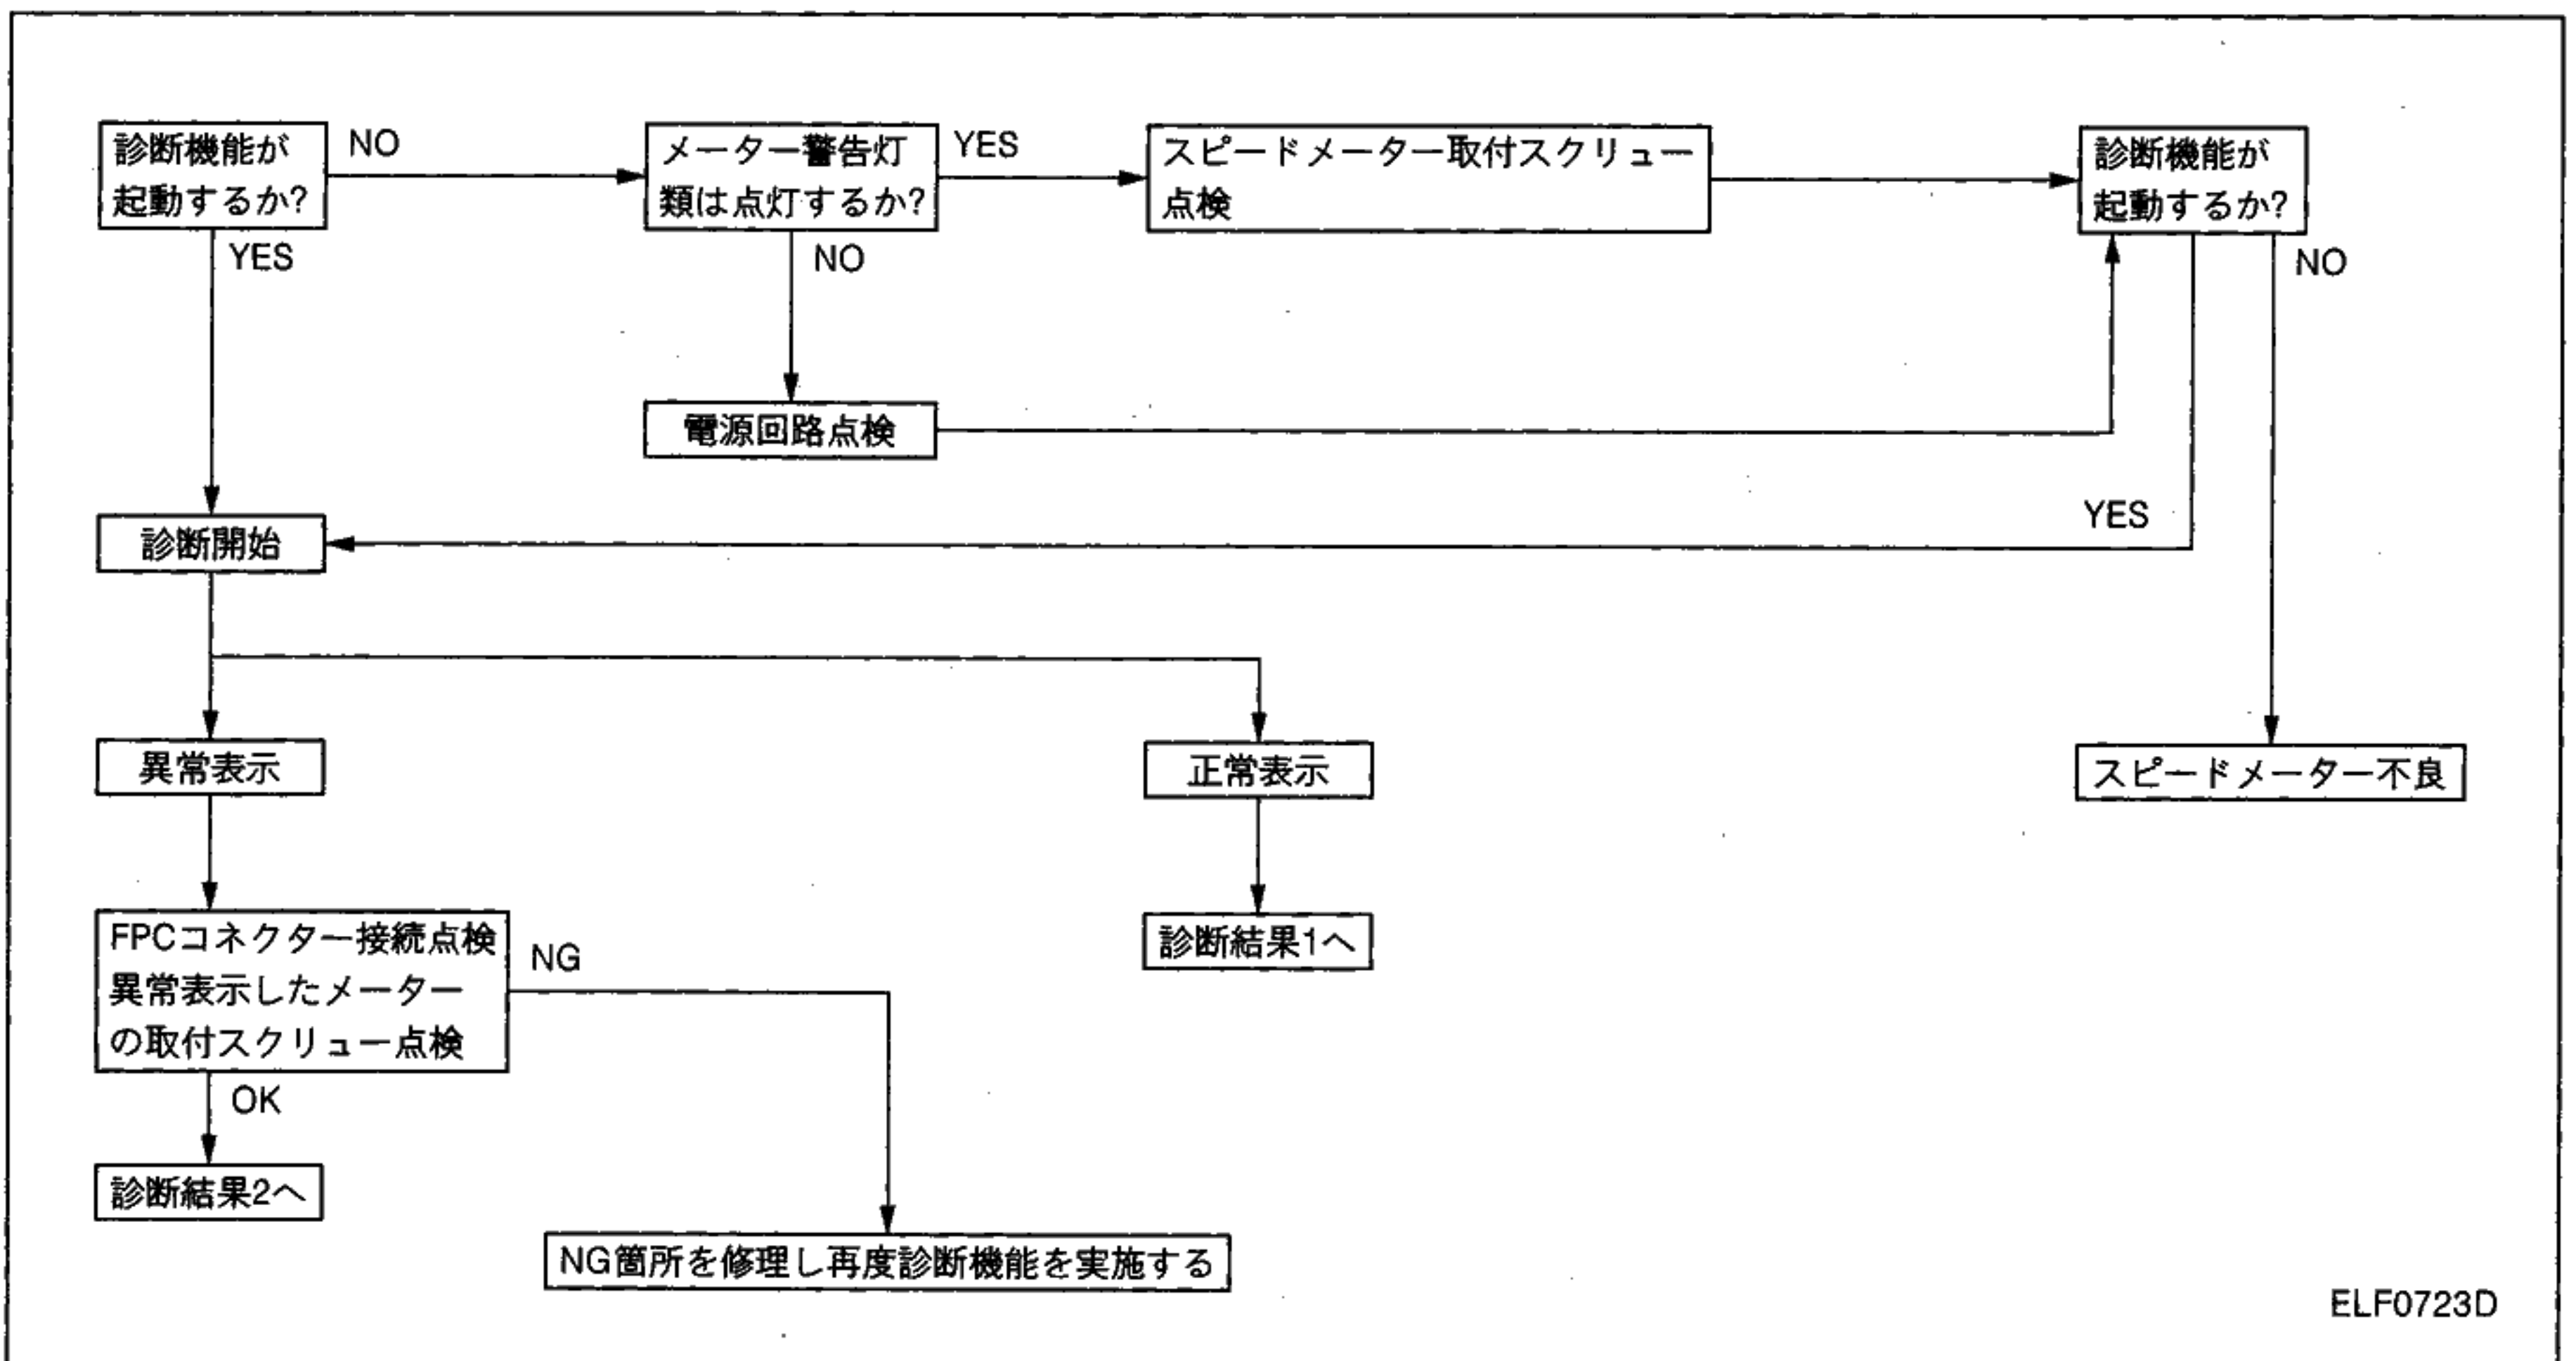 診断機能が
起動するか?
NO
メーター警告灯
類は点灯するか?
YES
スピードメーター取付スクリュー
点検
診断機能が
起動するか?
YES
NO
NO
電源回路点検
YES
診断開始
異常表示
正常表示
スピードメーター不良
FPCコネクター接続点検
異常表示したメーター
の取付スクリュー点検
NG
診断結果1へ
OK
診断結果2へ
NG箇所を修理し再度診断機能を実施する
ELF0723D